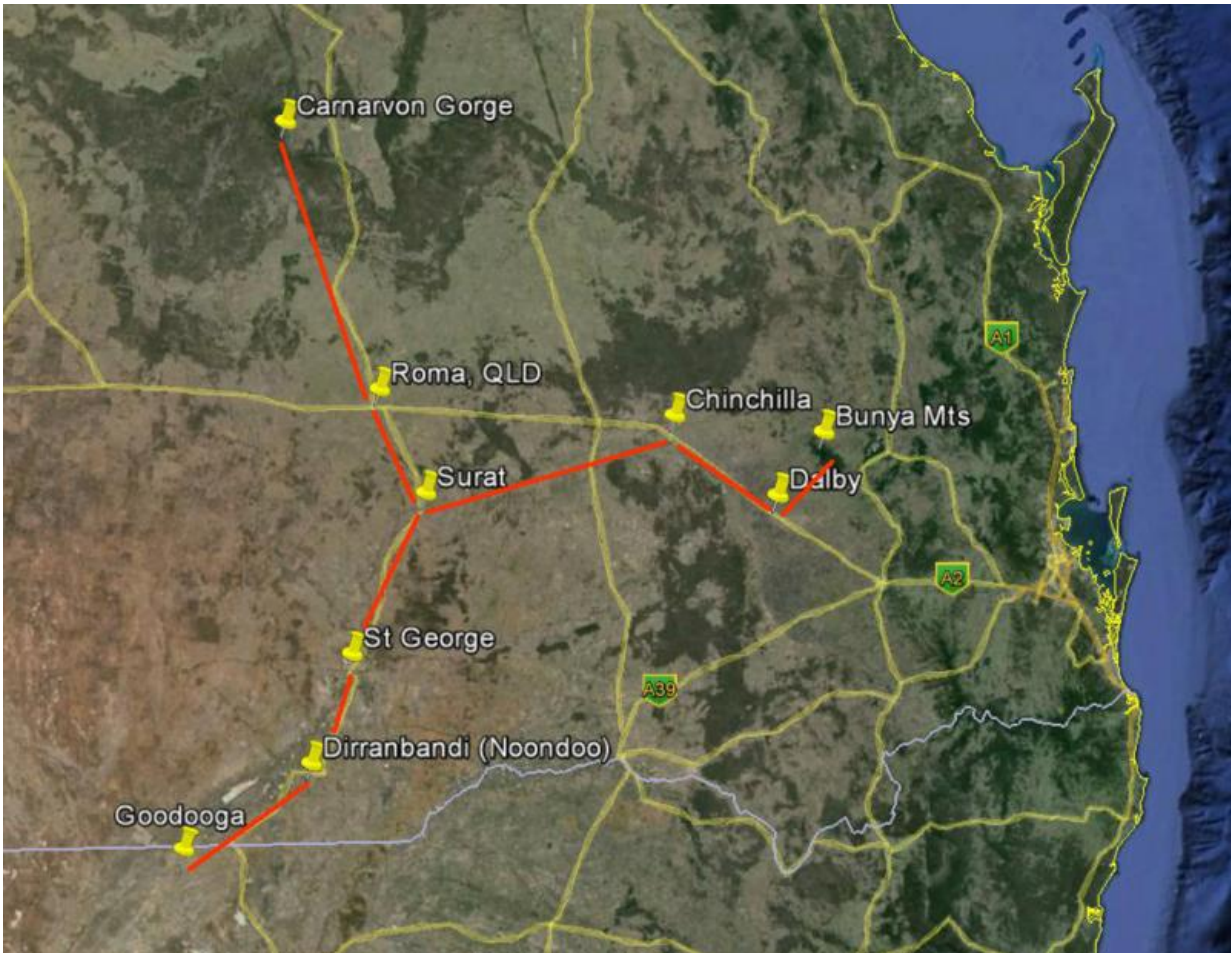 Carnarvon Gorge
A1
Roma, QLD
Chinchilla
Bunya Mts
Surat
Dalby
A2
St George
A39
Dirranbandi (Noondoo)
Goodooga